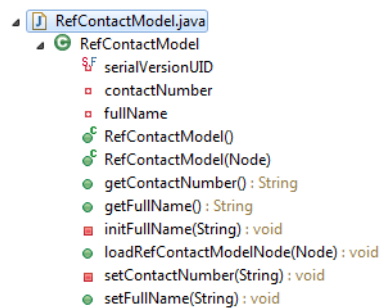 RefContactModel.java
RefContactModel
serialVersionUID
contactNumber
fullName
RefContactModel()
RefContactModel(Node)
getContactNumber() : String
getFullName() : String
initFullName(String) : void
loadRefContactModelNode(Node) : void
setContactNumber(String) : void
setFullName(String) : void